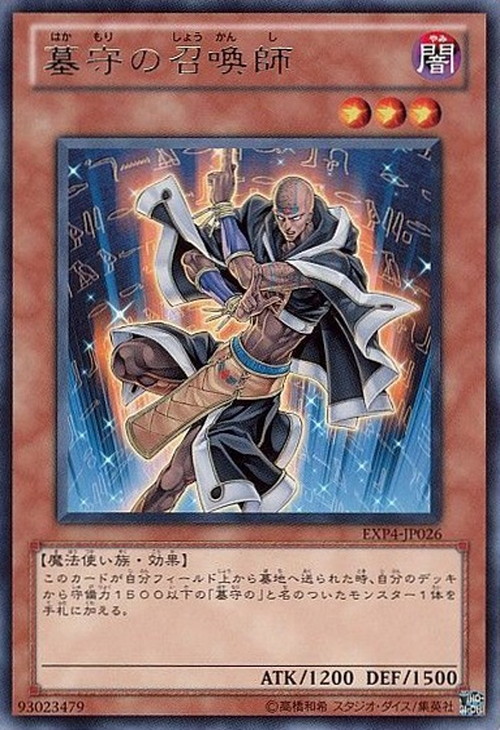 墓守の召喚師
はか もり しょう かん し
闇
やみ
EXP4-JP026
【魔法使い族・効果】
このカードが自分フィールド上から墓地へ送られた時、自分のデッキ
から守備力1500以下の「墓守の」と名のついたモンスター1体を
手札に加える。
ATK/1200 DEF/1500
93023479
©高橋和希 スタジオ・ダイス/集英社